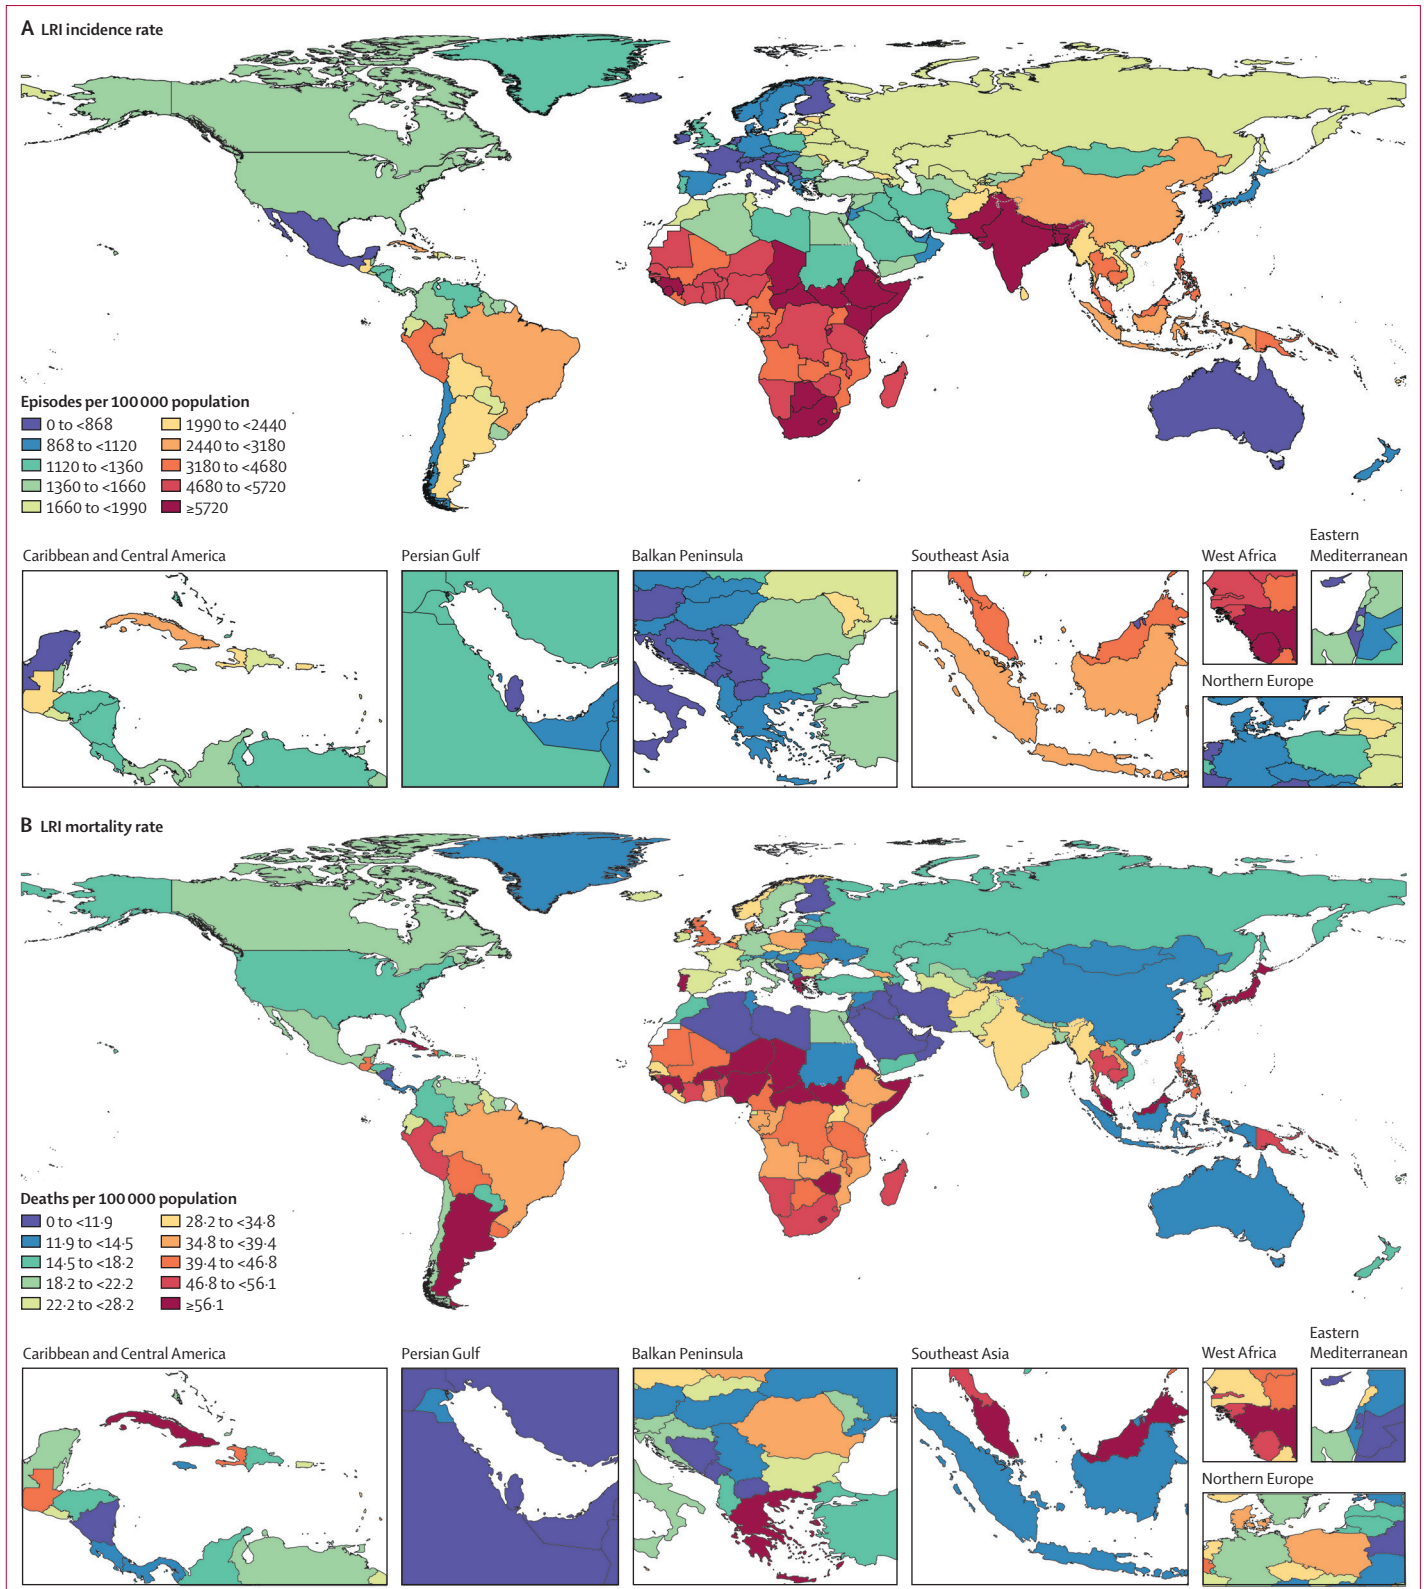 A LRI incidence rate
Episodes per 100 000 population
0 to <868
868 to <1120
1120 to <1360
1360 to <1660
1660 to <1990
1990 to <2440
2440 to <3180
3180 to <4680
4680 to <5720
≥5720
Caribbean and Central America
Persian Gulf
Balkan Peninsula
Southeast Asia
West Africa
Eastern
Mediterranean
Northern Europe
B LRI mortality rate
Deaths per 100 000 population
0 to <11·9
11·9 to <14·5
14·5 to <18·2
18·2 to <22·2
22·2 to <28·2
28·2 to <34·8
34·8 to <39·4
39·4 to <46·8
46·8 to <56·1
≥56·1
Caribbean and Central America
Persian Gulf
Balkan Peninsula
Southeast Asia
West Africa
Eastern
Mediterranean
Northern Europe